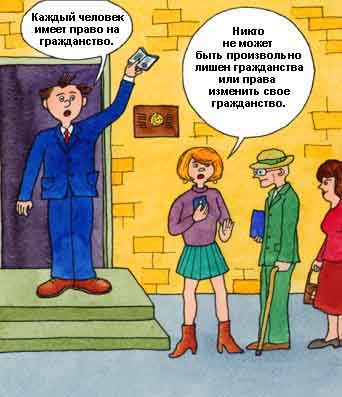 Каждый человек
имеет право на
гражданство.
Никто
не может
быть произвольно
лишен гражданства
или права
изменить свое
гражданство.